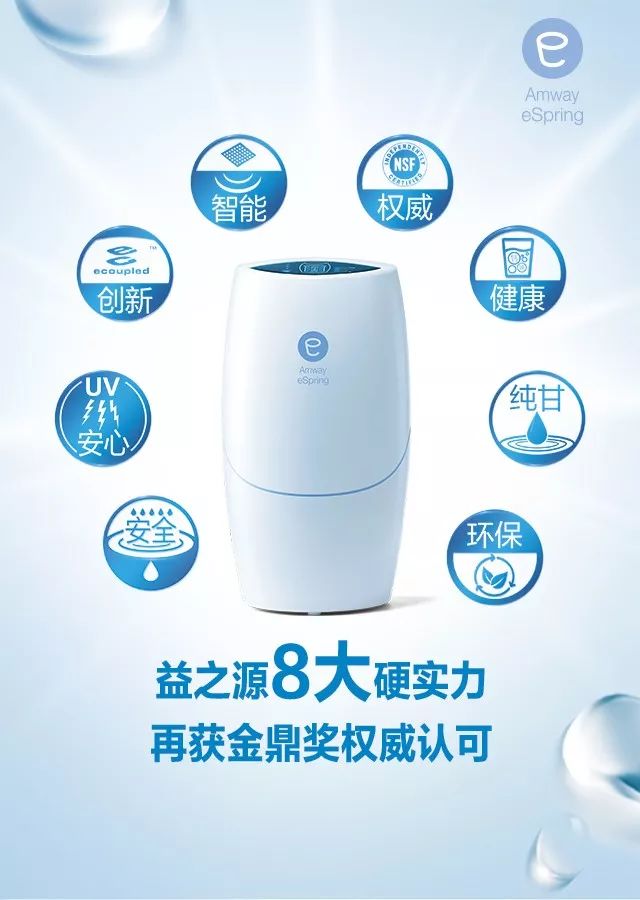 Amway
eSpring
智能
INDEPENDENTLY
NSF
CERTIFIED
权威
ecoupled™
创新
健康
Amway
eSpring
UV
安心
纯甘
安全
环保
益之源8大硬实力
再获金鼎奖权威认可